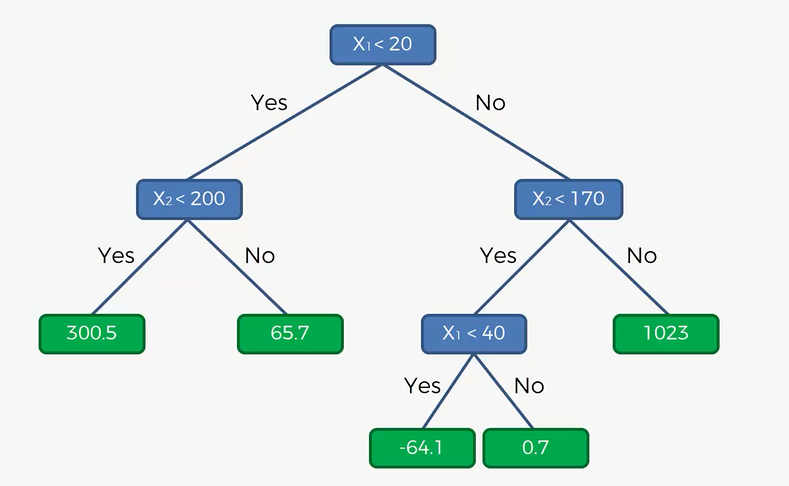 X₁ < 20
Yes
No
X₂ < 200
X₂ < 170
Yes
No
Yes
No
300.5
65.7
X₁ < 40
1023
Yes
No
-64.1
0.7